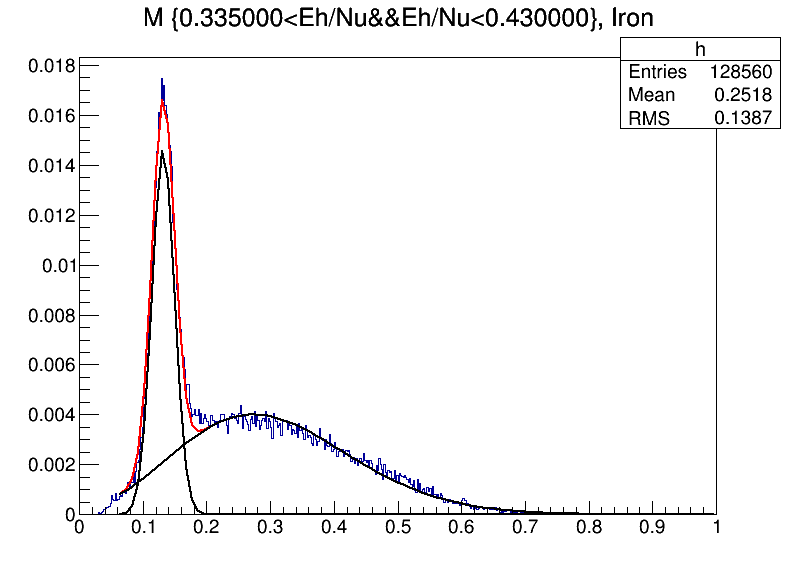 M {0.335000<Eh/Nu&&Eh/Nu<0.430000}, Iron
h
Entries 128560
Mean 0.2518
RMS 0.1387
0.018
0.016
0.014
0.012
0.01
0.008
0.006
0.004
0.002
0
0 0.1 0.2 0.3 0.4 0.5 0.6 0.7 0.8 0.9 1